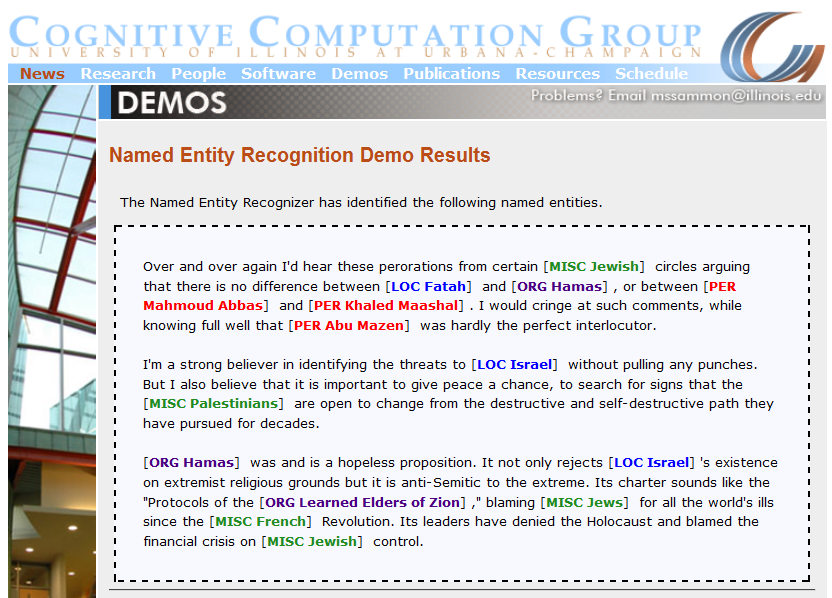 COGNITIVE COMPUTATION GROUP
UNIVERSITY OF ILLINOIS AT URBANA-CHAMPAIGN
News Research People Software Demos Publications Resources Schedule
DEMOS
Problems? Email mssammon@illinois.edu
Named Entity Recognition Demo Results
The Named Entity Recognizer has identified the following named entities.
Over and over again I'd hear these perorations from certain [MISC Jewish] circles arguing
that there is no difference between [LOC Fatah] and [ORG Hamas] , or between [PER
Mahmoud Abbas] and [PER Khaled Maashal] . I would cringe at such comments, while
knowing full well that [PER Abu Mazen] was hardly the perfect interlocutor.
I'm a strong believer in identifying the threats to [LOC Israel] without pulling any punches.
But I also believe that it is important to give peace a chance, to search for signs that the
[MISC Palestinians] are open to change from the destructive and self-destructive path they
have pursued for decades.
[ORG Hamas] was and is a hopeless proposition. It not only rejects [LOC Israel] 's existence
on extremist religious grounds but it is anti-Semitic to the extreme. Its charter sounds like the
"Protocols of the [ORG Learned Elders of Zion] ," blaming [MISC Jews] for all the world's ills
since the [MISC French] Revolution. Its leaders have denied the Holocaust and blamed the
financial crisis on [MISC Jewish] control.